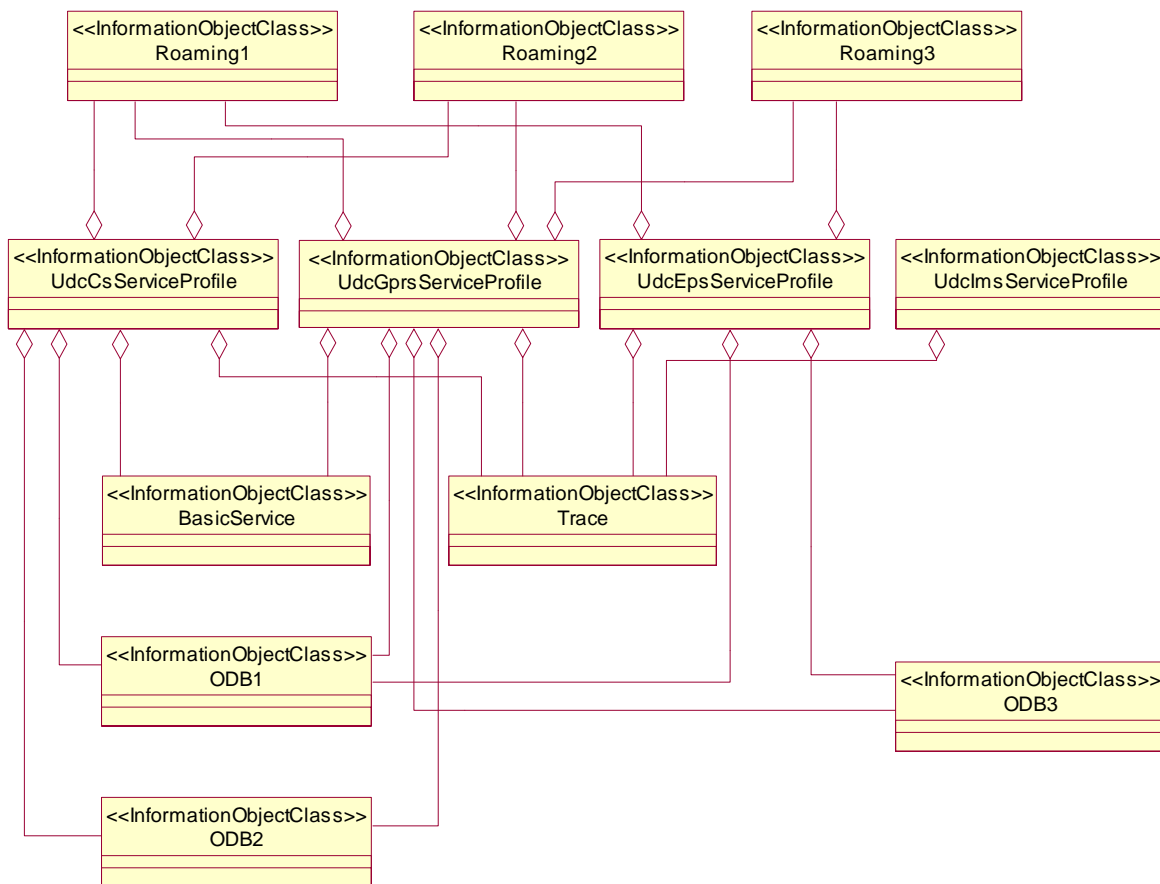 <<InformationObjectClass>>
Roaming1
<<InformationObjectClass>>
Roaming2
<<InformationObjectClass>>
Roaming3
<<InformationObjectClass>>
UdcCsServiceProfile
<<InformationObjectClass>>
UdcGprsServiceProfile
<<InformationObjectClass>>
UdcEpsServiceProfile
<<InformationObjectClass>>
UdcImsServiceProfile
<<InformationObjectClass>>
BasicService
<<InformationObjectClass>>
Trace
<<InformationObjectClass>>
ODB1
<<InformationObjectClass>>
ODB3
<<InformationObjectClass>>
ODB2